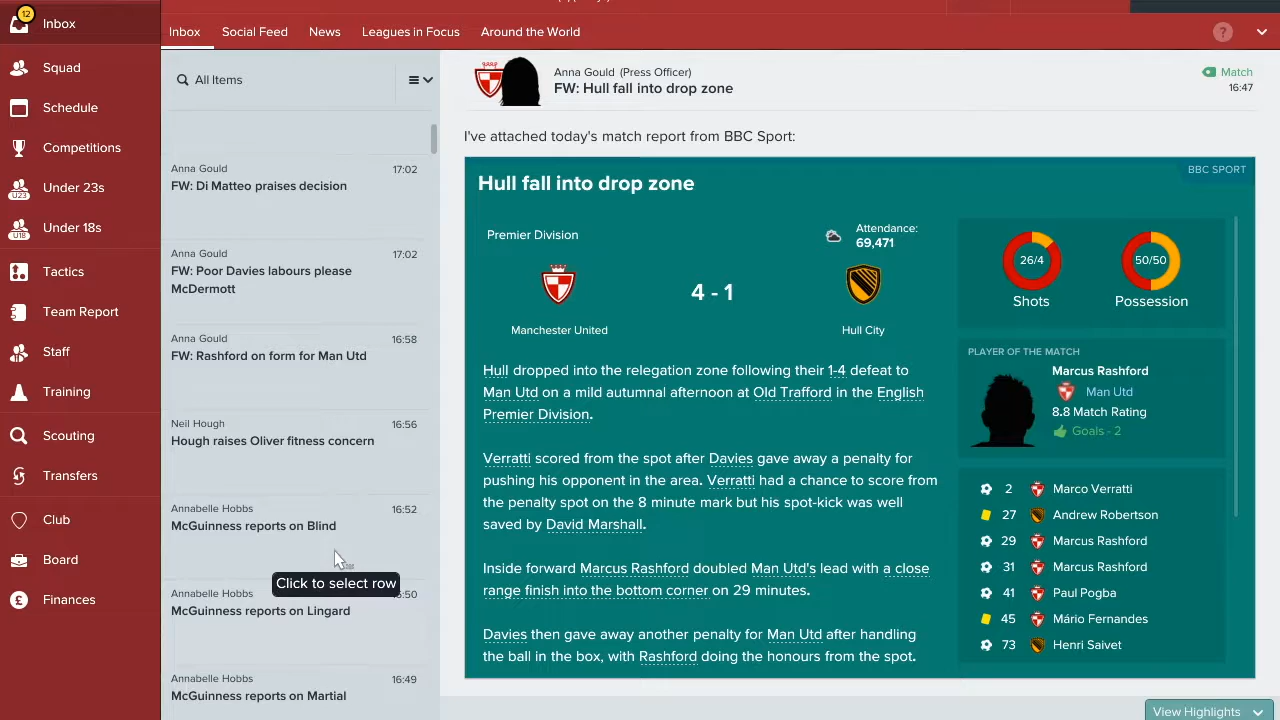 12
Inbox
Squad
Schedule
Competitions
Under 23s
U23
Under 18s
U18
Tactics
Team Report
Staff
Training
Scouting
Transfers
Club
Board
Finances
Inbox
Social Feed
News
Leagues in Focus
Around the World
?
All Items
Anna Gould 17:02
FW: Di Matteo praises decision
Anna Gould 17:02
FW: Poor Davies labours please
McDermott
Anna Gould 16:58
FW: Rashford on form for Man Utd
Neil Hough 16:56
Hough raises Oliver fitness concern
Annabelle Hobbs 16:52
McGuinness reports on Blind
Click to select row
Annabelle Hobbs :50
McGuinness reports on Lingard
Annabelle Hobbs 16:49
McGuinness reports on Martial
Anna Gould (Press Officer)
FW: Hull fall into drop zone
Match
16:47
I've attached today's match report from BBC Sport:
Hull fall into drop zone
BBC SPORT
Premier Division
Attendance:
69,471
4 - 1
Manchester United
Hull City
Hull dropped into the relegation zone following their 1-4 defeat to
Man Utd on a mild autumnal afternoon at Old Trafford in the English
Premier Division.
Verratti scored from the spot after Davies gave away a penalty for
pushing his opponent in the area. Verratti had a chance to score from
the penalty spot on the 8 minute mark but his spot-kick was well
saved by David Marshall.
Inside forward Marcus Rashford doubled Man Utd's lead with a close
range finish into the bottom corner on 29 minutes.
Davies then gave away another penalty for Man Utd after handling
the ball in the box, with Rashford doing the honours from the spot.
26/4
Shots
50/50
Possession
PLAYER OF THE MATCH
Marcus Rashford
Man Utd
8.8 Match Rating
Goals - 2
2 Marco Verratti
27 Andrew Robertson
29 Marcus Rashford
31 Marcus Rashford
41 Paul Pogba
45 Mário Fernandes
73 Henri Saivet
View Highlights